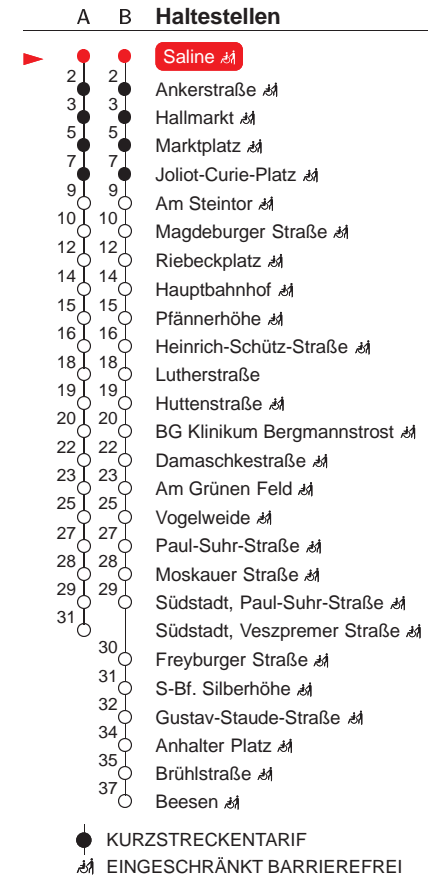 A B Haltestellen
Saline
2 2 Ankerstraße
3 3 Hallmarkt
5 5 Marktplatz
7 7 Joliot-Curie-Platz
9 9 Am Steintor
10 10 Magdeburger Straße
12 12 Riebeckplatz
14 14 Hauptbahnhof
15 15 Pfännerhöhe
16 16 Heinrich-Schütz-Straße
18 18 Lutherstraße
19 19 Huttenstraße
20 20 BG Klinikum Bergmannstrost
22 22 Damaschkestraße
23 23 Am Grünen Feld
25 25 Vogelweide
27 27 Paul-Suhr-Straße
28 28 Moskauer Straße
29 29 Südstadt, Paul-Suhr-Straße
31 Südstadt, Veszpremer Straße
30 Freyburger Straße
31 S-Bf. Silberhöhe
32 Gustav-Staude-Straße
34 Anhalter Platz
35 Brühlstraße
37 Beesen
KURZSTRECKENTARIF
EINGESCHRÄNKT BARRIEREFREI